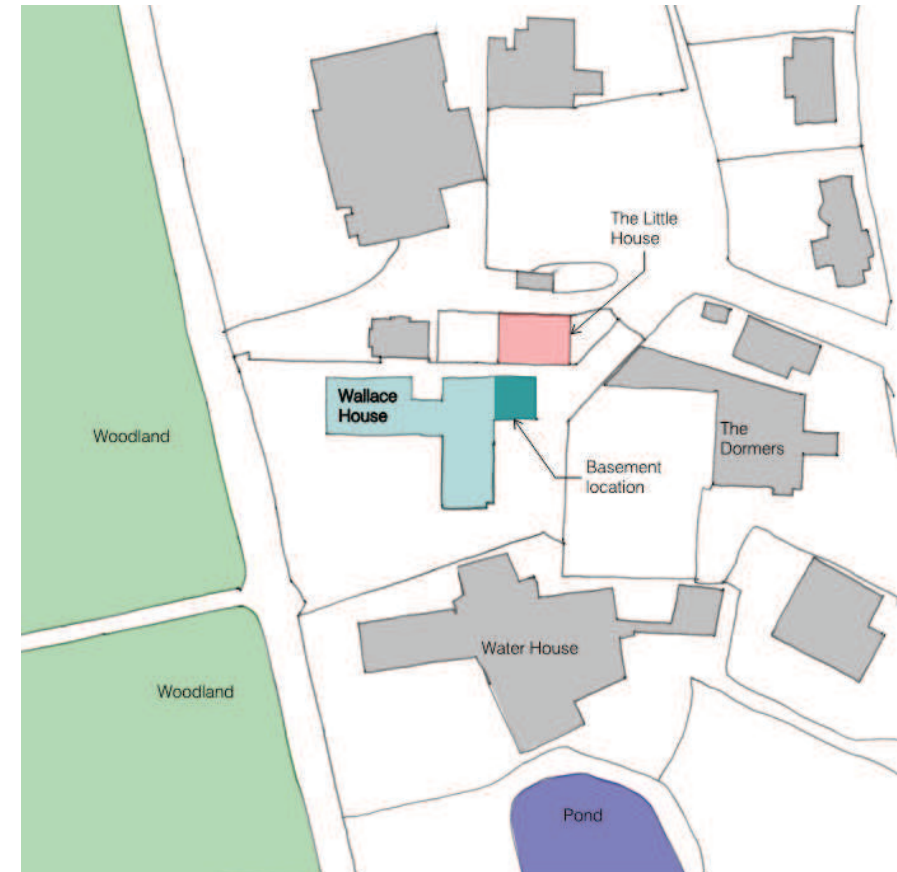 The Little
House
Wallace
House
Woodland
The
Dormers
Basement
location
Water House
Woodland
Pond